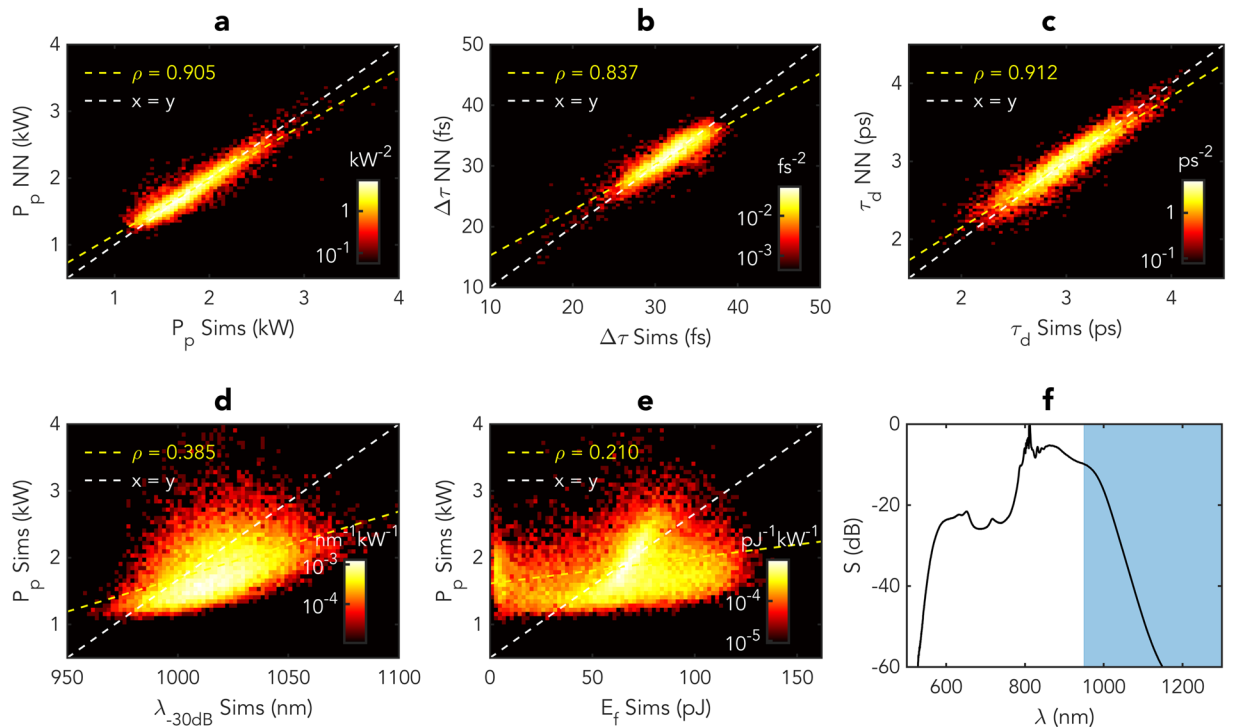 a
4
3
2
1
P_p NN (kW)
ρ = 0.905
x = y
kW^-2
1
10^-1
1
2
3
4
P_p Sims (kW)
b
50
40
30
20
10
Δτ NN (fs)
ρ = 0.837
x = y
fs^-2
10^-2
10^-3
10
20
30
40
50
Δτ Sims (fs)
c
4
3
2
τ_d NN (ps)
ρ = 0.912
x = y
ps^-2
1
10^-1
2
3
4
τ_d Sims (ps)
d
4
3
2
1
P_p Sims (kW)
ρ = 0.385
x = y
nm^-1kW^-1
10^-3
10^-4
950
1000
1050
1100
λ_-30dB Sims (nm)
e
4
3
2
1
P_p Sims (kW)
ρ = 0.210
x = y
pJ^-1kW^-1
10^-4
10^-5
0
50
100
150
E_f Sims (pJ)
f
0
-20
-40
-60
S (dB)
600
800
1000
1200
λ (nm)